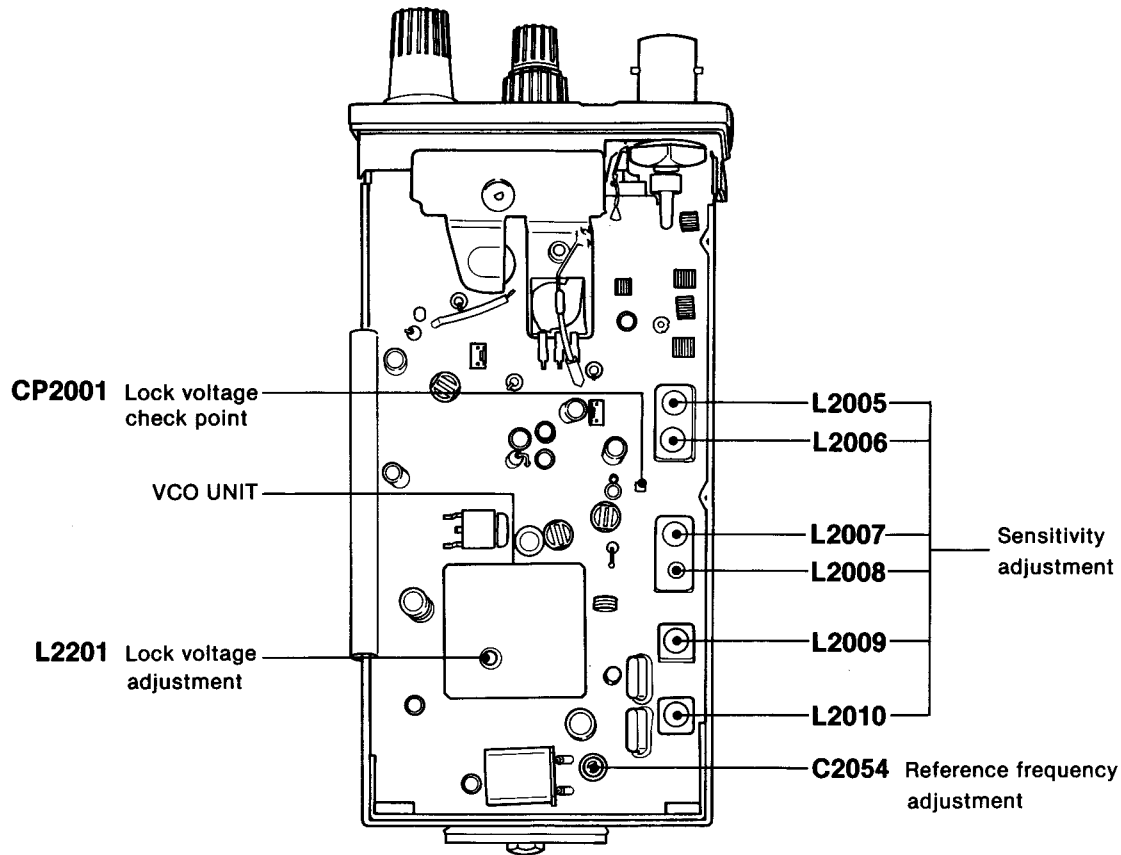 CP2001 Lock voltage
check point
VCO UNIT
L2201 Lock voltage
adjustment
L2005
L2006
L2007
L2008
L2009
L2010
Sensitivity
adjustment
C2054 Reference frequency
adjustment